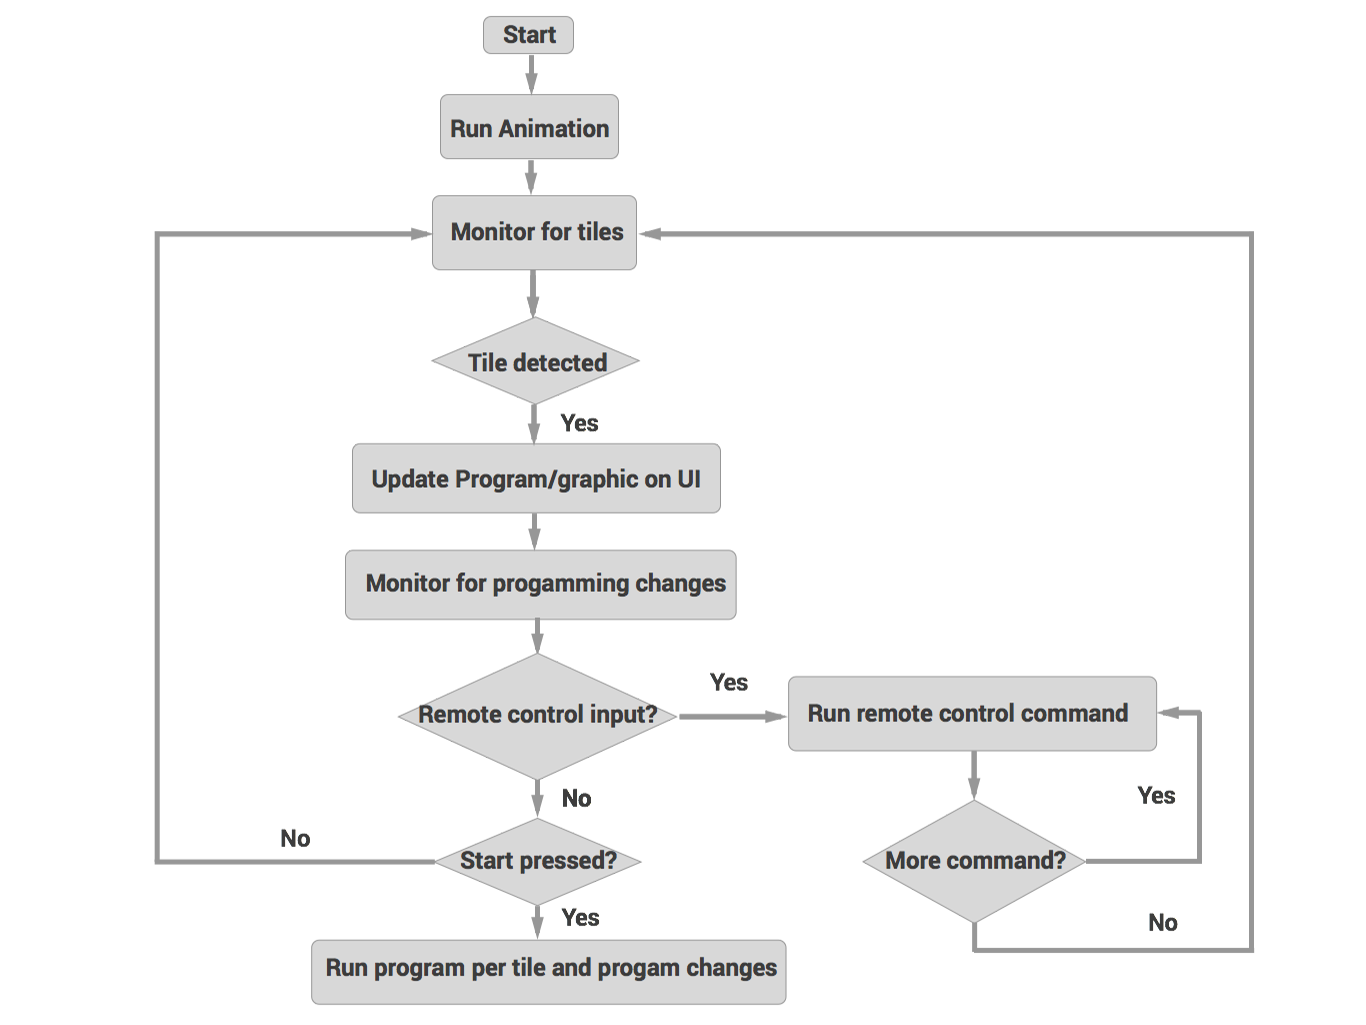 Start
Run Animation
Monitor for tiles
Tile detected
Yes
Update Program/graphic on UI
Monitor for progamming changes
Remote control input?
Yes
Run remote control command
No
Yes
No
Start pressed?
More command?
Yes
No
Run program per tile and progam changes